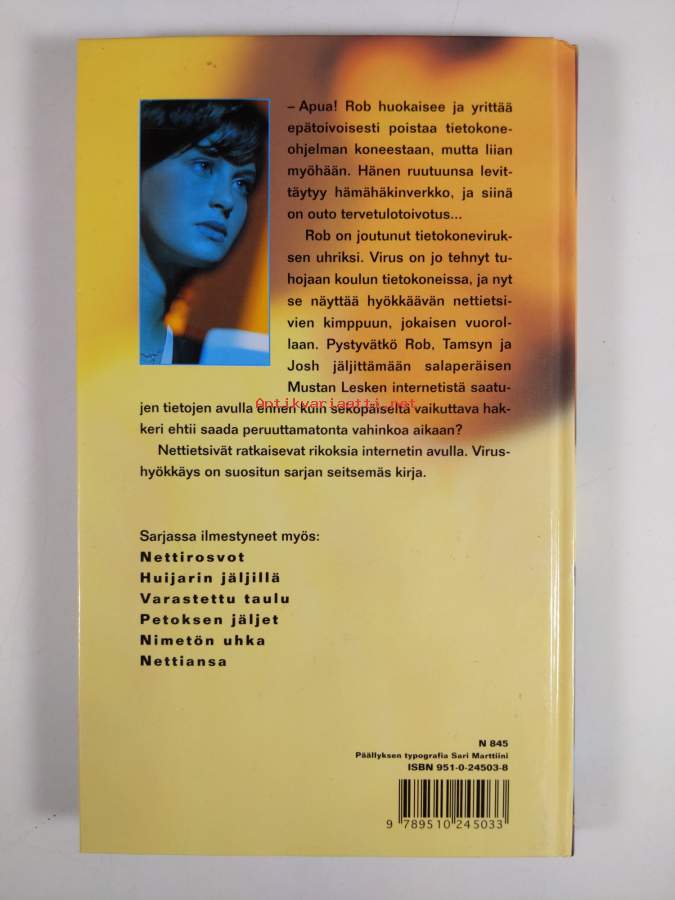 – Apua! Rob huokaisee ja yrittää
epätoivoisesti poistaa tietokone-
ohjelman koneestaan, mutta liian
myöhään. Hänen ruutuunsa levit-
täytyy hämähäkinverkko, ja siinä
on outo tervetulotoivotus...
Rob on joutunut tietokoneviruk-
sen uhriksi. Virus on jo tehnyt tu-
hojaan koulun tietokoneissa, ja nyt
se näyttää hyökkäävän nettietsi-
vien kimppuun, jokaisen vuorol-
laan. Pystyvätkö Rob, Tamsyn ja
Josh jäljittämään salaperäisen
Mustan Lesken internetistä saatu-
jen tietojen avulla ennen kuin sekopäiseltä vaikuttava hak-
Antikvariaatti.net
keri ehtii saada peruuttamatonta vahinkoa aikaan?
Nettietsivät ratkaisevat rikoksia internetin avulla. Virus-
hyökkäys on suositun sarjan seitsemäs kirja.
Sarjassa ilmestyneet myös:
Nettirosvot
Huijarin jäljillä
Varastettu taulu
Petoksen jäljet
Nimetön uhka
Nettiansa
N 845
Päällyksen typografia Sari Marttiini
ISBN 951-0-24503-8
9 789510 245033